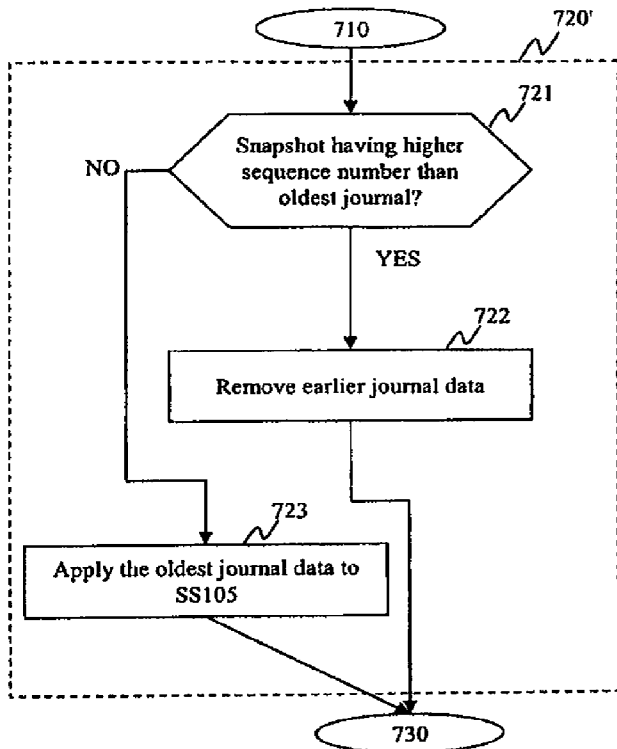 710
720'
721
Snapshot having higher
sequence number than
oldest journal?
NO
YES
722
Remove earlier journal data
723
Apply the oldest journal data to
SS105
730